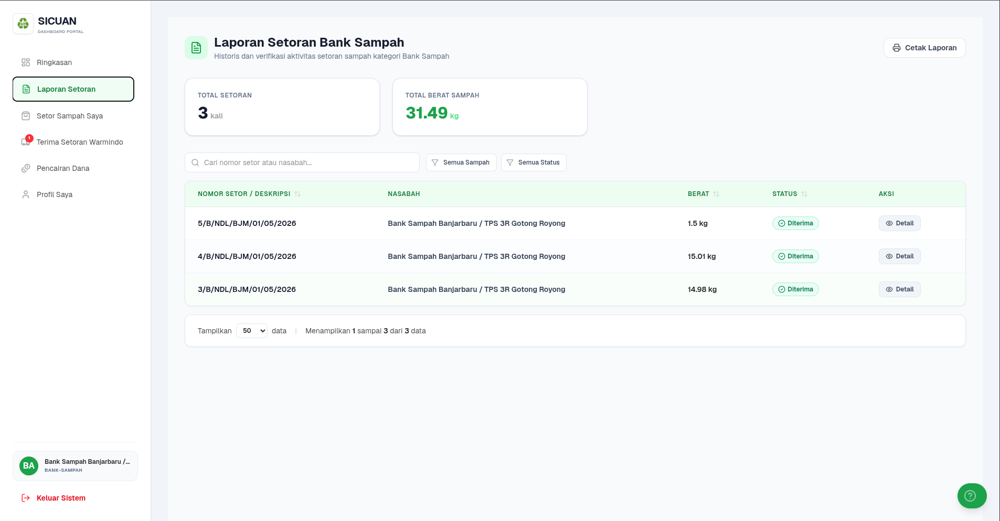 SICUAN
DASHBOARD PORTAL
Ringkasan
Laporan Setoran
Setor Sampah Saya
1
Terima Setoran Warmindo
Pencairan Dana
Profil Saya
BA
Bank Sampah Banjarbaru /...
BANK-SAMPAH
Keluar Sistem
Laporan Setoran Bank Sampah
Historis dan verifikasi aktivitas setoran sampah kategori Bank Sampah
Cetak Laporan
TOTAL SETORAN
3 kali
TOTAL BERAT SAMPAH
31.49 kg
Cari nomor setor atau nasabah...
Semua Sampah
Semua Status
NOMOR SETOR / DESKRIPSI NASABAH BERAT STATUS AKSI
5/B/NDL/BJM/01/05/2026 Bank Sampah Banjarbaru / TPS 3R Gotong Royong 1.5 kg Diterima Detail
4/B/NDL/BJM/01/05/2026 Bank Sampah Banjarbaru / TPS 3R Gotong Royong 15.01 kg Diterima Detail
3/B/NDL/BJM/01/05/2026 Bank Sampah Banjarbaru / TPS 3R Gotong Royong 14.98 kg Diterima Detail
Tampilkan 50 data | Menampilkan 1 sampai 3 dari 3 data